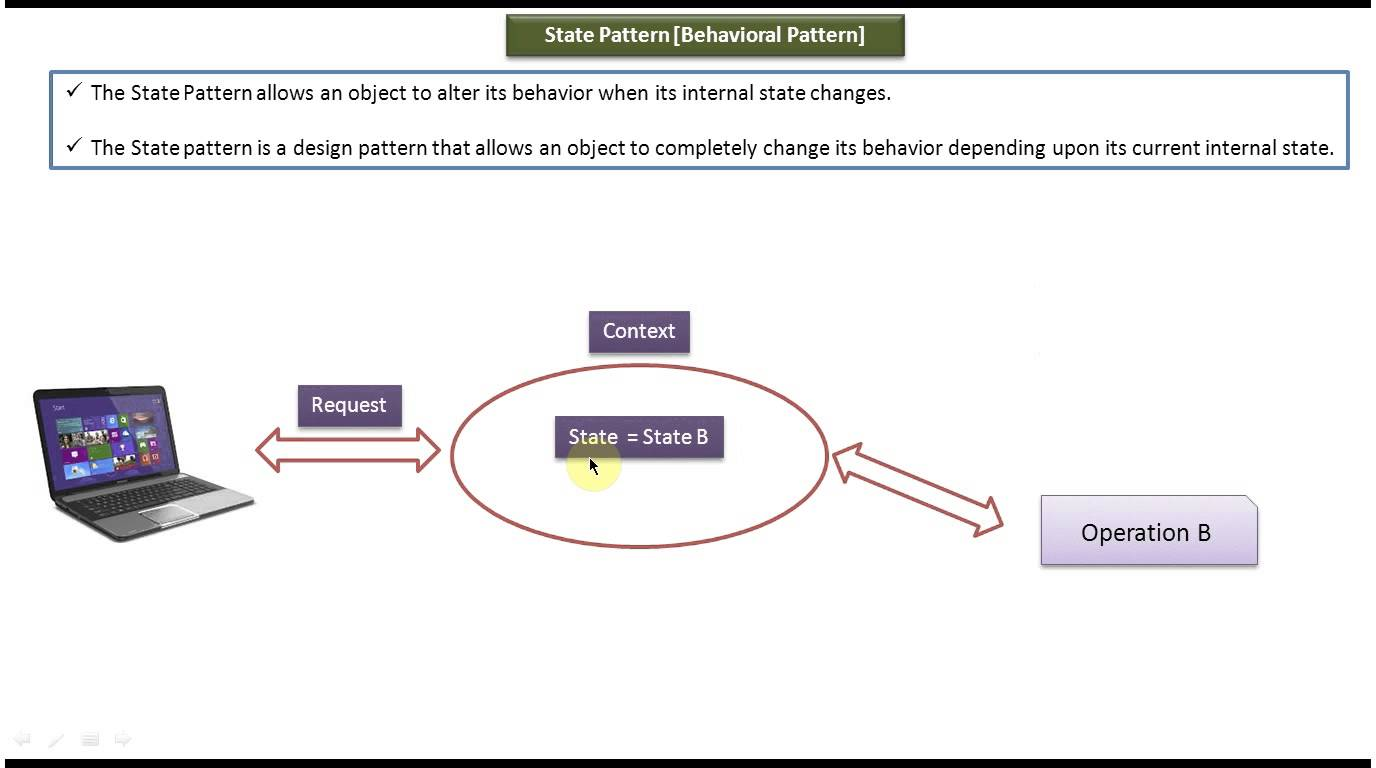 State Pattern [Behavioral Pattern]
✓ The State Pattern allows an object to alter its behavior when its internal state changes.
✓ The State pattern is a design pattern that allows an object to completely change its behavior depending upon its current internal state.
Context
Request
State = State B
Start
Operation B